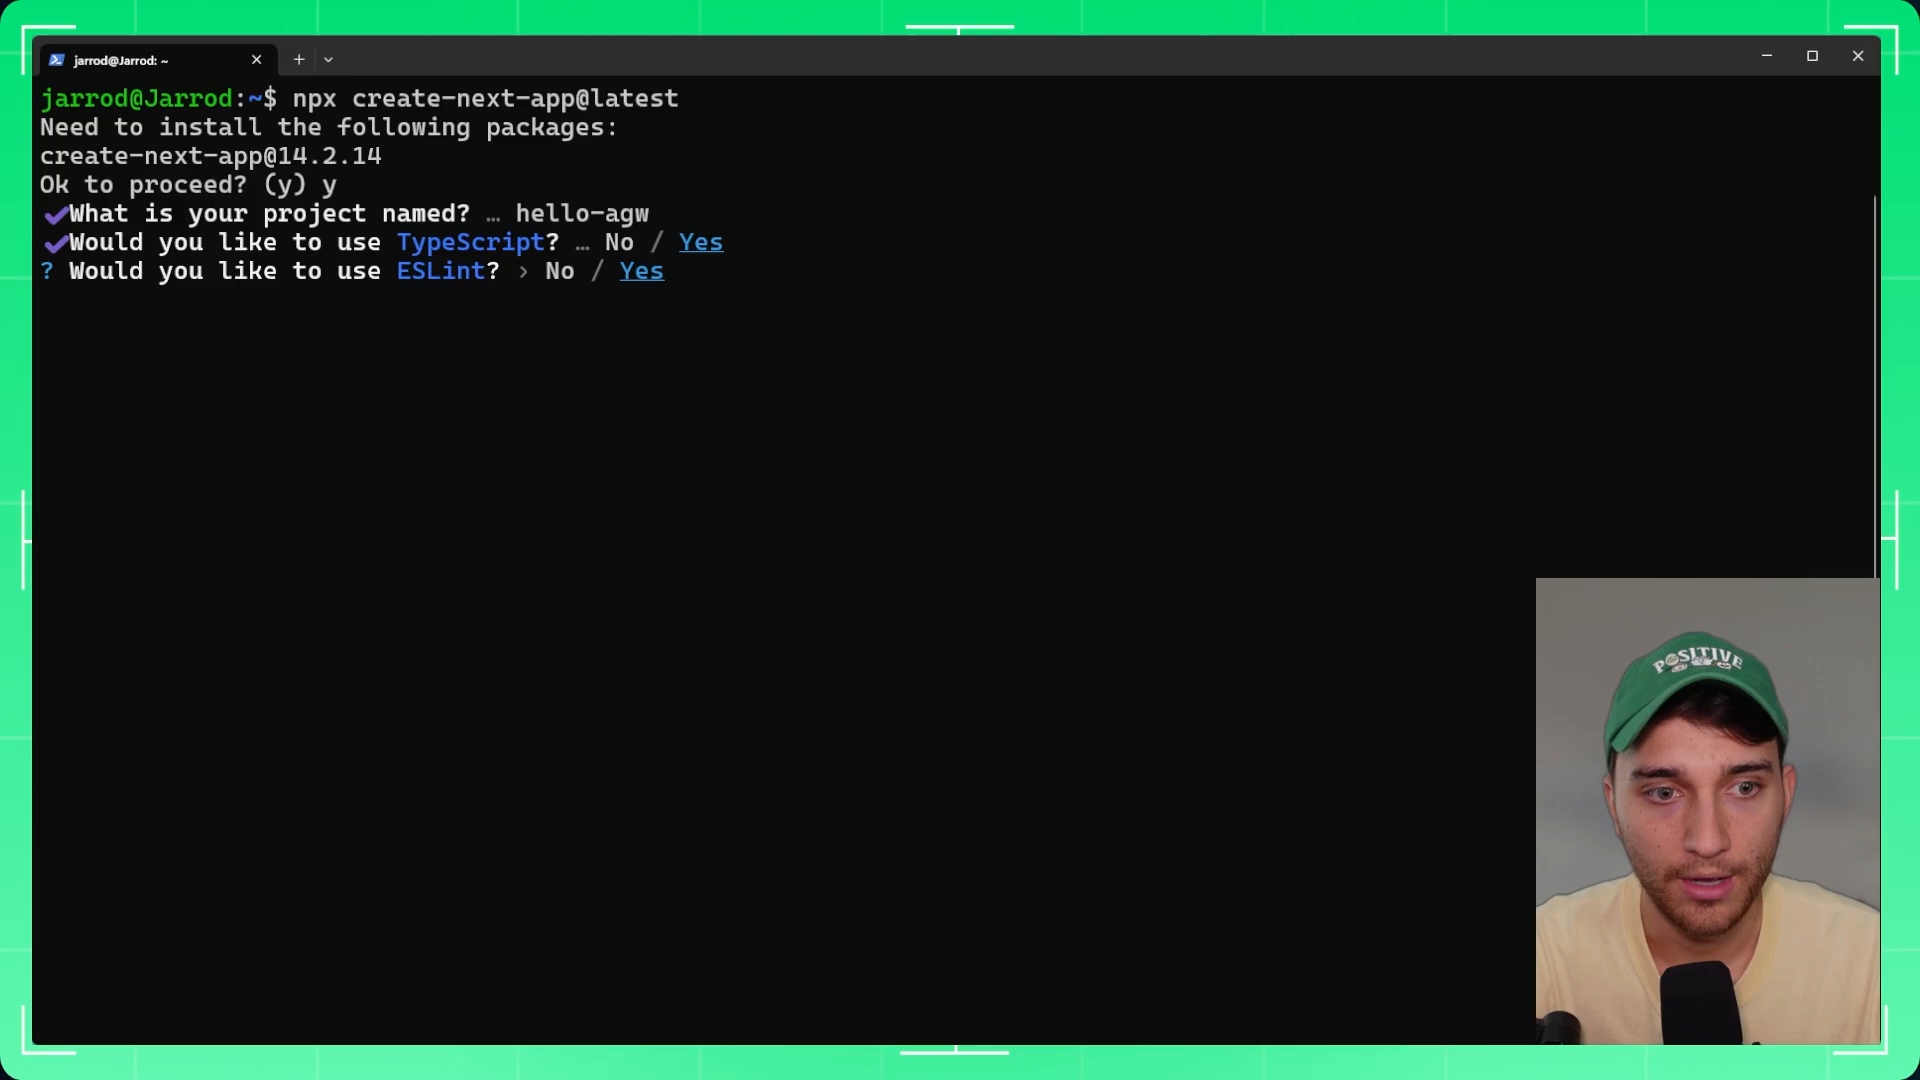 jarrod@Jarrod: ~
jarrod@Jarrod:~$ npx create-next-app@latest
Need to install the following packages:
create-next-app@14.2.14
Ok to proceed? (y) y
✔What is your project named? … hello-agw
✔Would you like to use TypeScript? … No / Yes
? Would you like to use ESLint? › No / Yes
POSITIVE